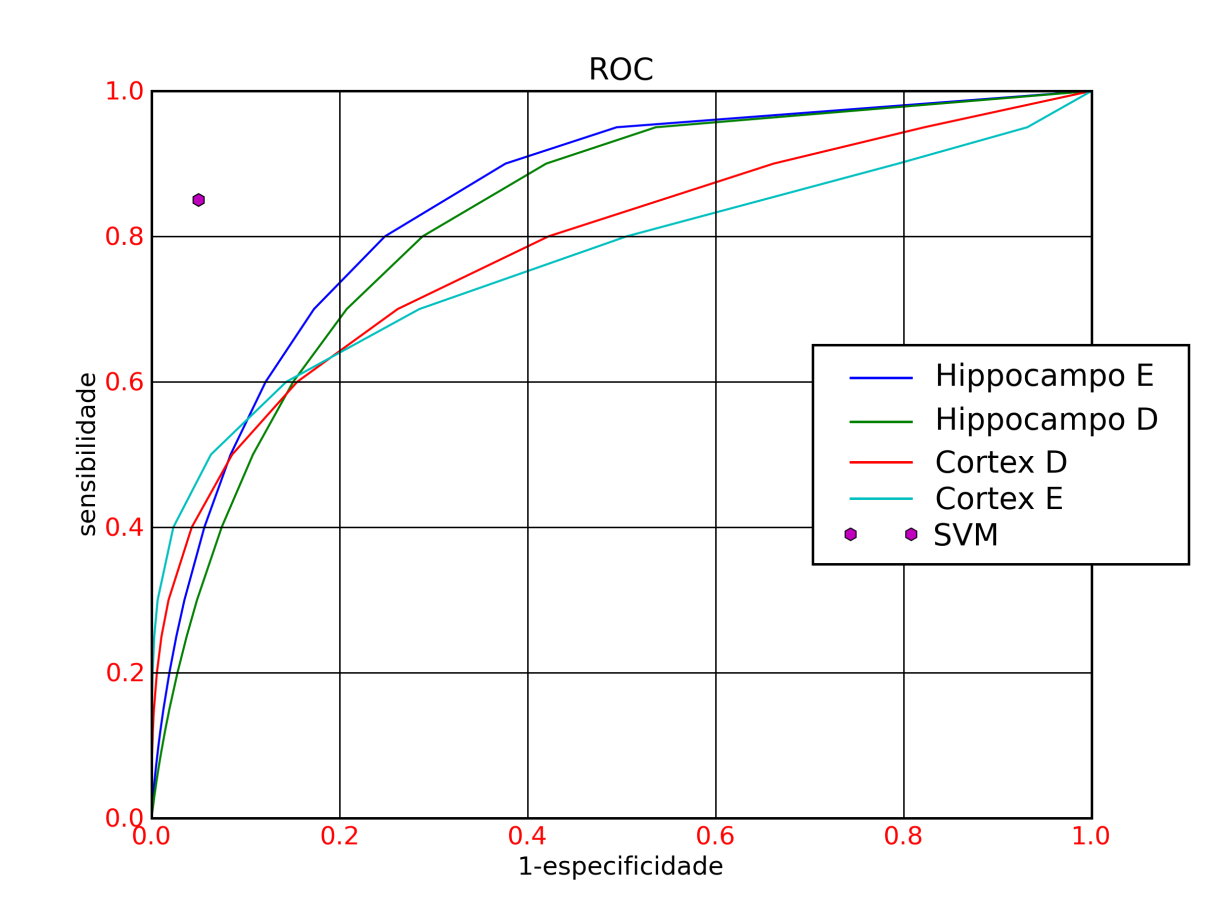 ROC
1.0
0.8
0.6
0.4
0.2
0.0
sensibilidade
0.0 0.2 0.4 0.6 0.8 1.0
1-especificidade
Hippocampo E
Hippocampo D
Cortex D
Cortex E
SVM